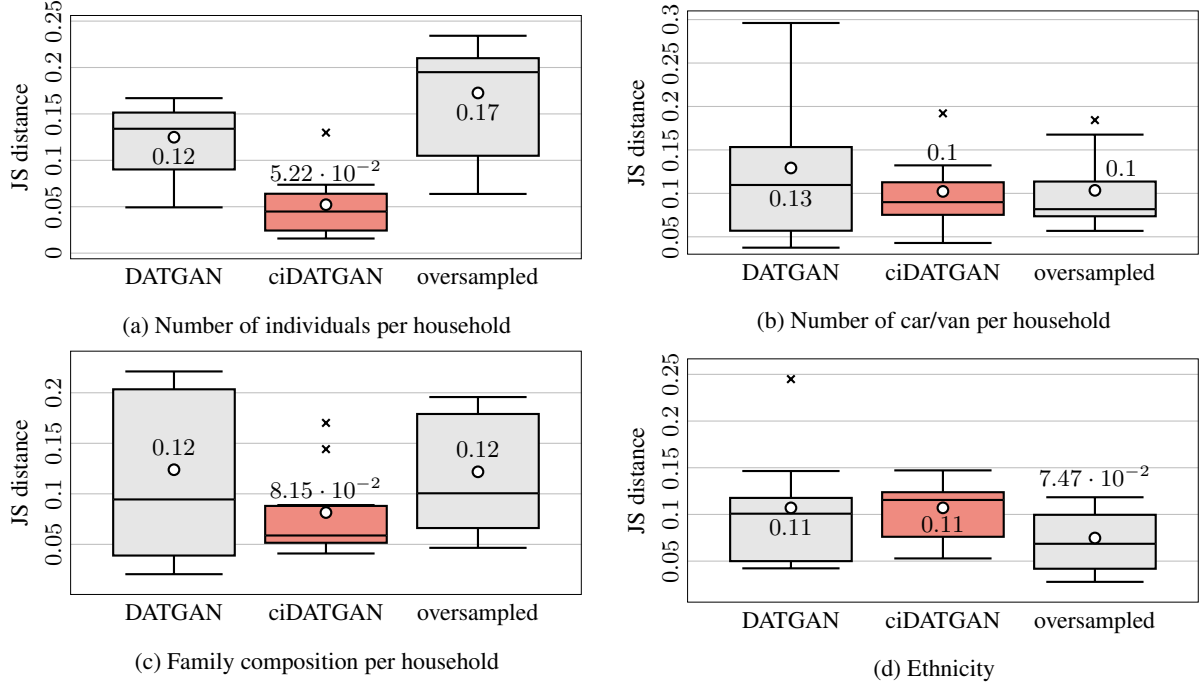 JS distance
0.25
0.2
0.15
0.1
0.05
0
0.12
5.22 · 10⁻²
0.17
DATGAN
ciDATGAN
oversampled
(a) Number of individuals per household
JS distance
0.3
0.25
0.2
0.15
0.1
0.05
0.13
0.1
0.1
DATGAN
ciDATGAN
oversampled
(b) Number of car/van per household
JS distance
0.2
0.15
0.1
0.05
0.12
8.15 · 10⁻²
0.12
DATGAN
ciDATGAN
oversampled
(c) Family composition per household
JS distance
0.25
0.2
0.15
0.1
0.05
0.11
0.11
7.47 · 10⁻²
DATGAN
ciDATGAN
oversampled
(d) Ethnicity